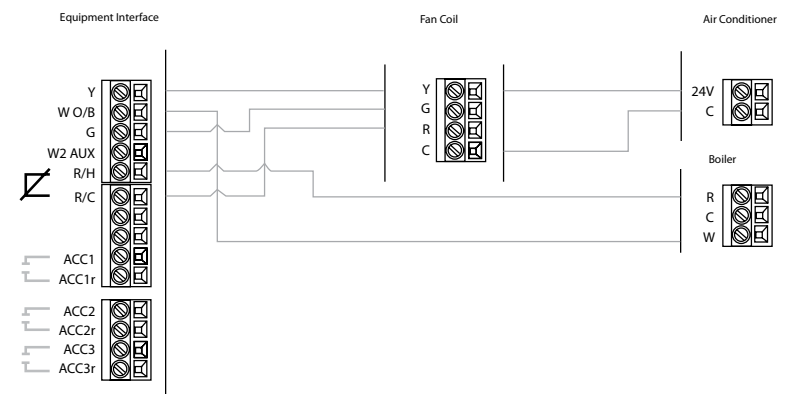 Equipment Interface
Y
W O/B
G
W2 AUX
R/H
R/C
ACC1
ACC1r
ACC2
ACC2r
ACC3
ACC3r
Fan Coil
Y
G
R
C
Air Conditioner
24V
C
Boiler
R
C
W